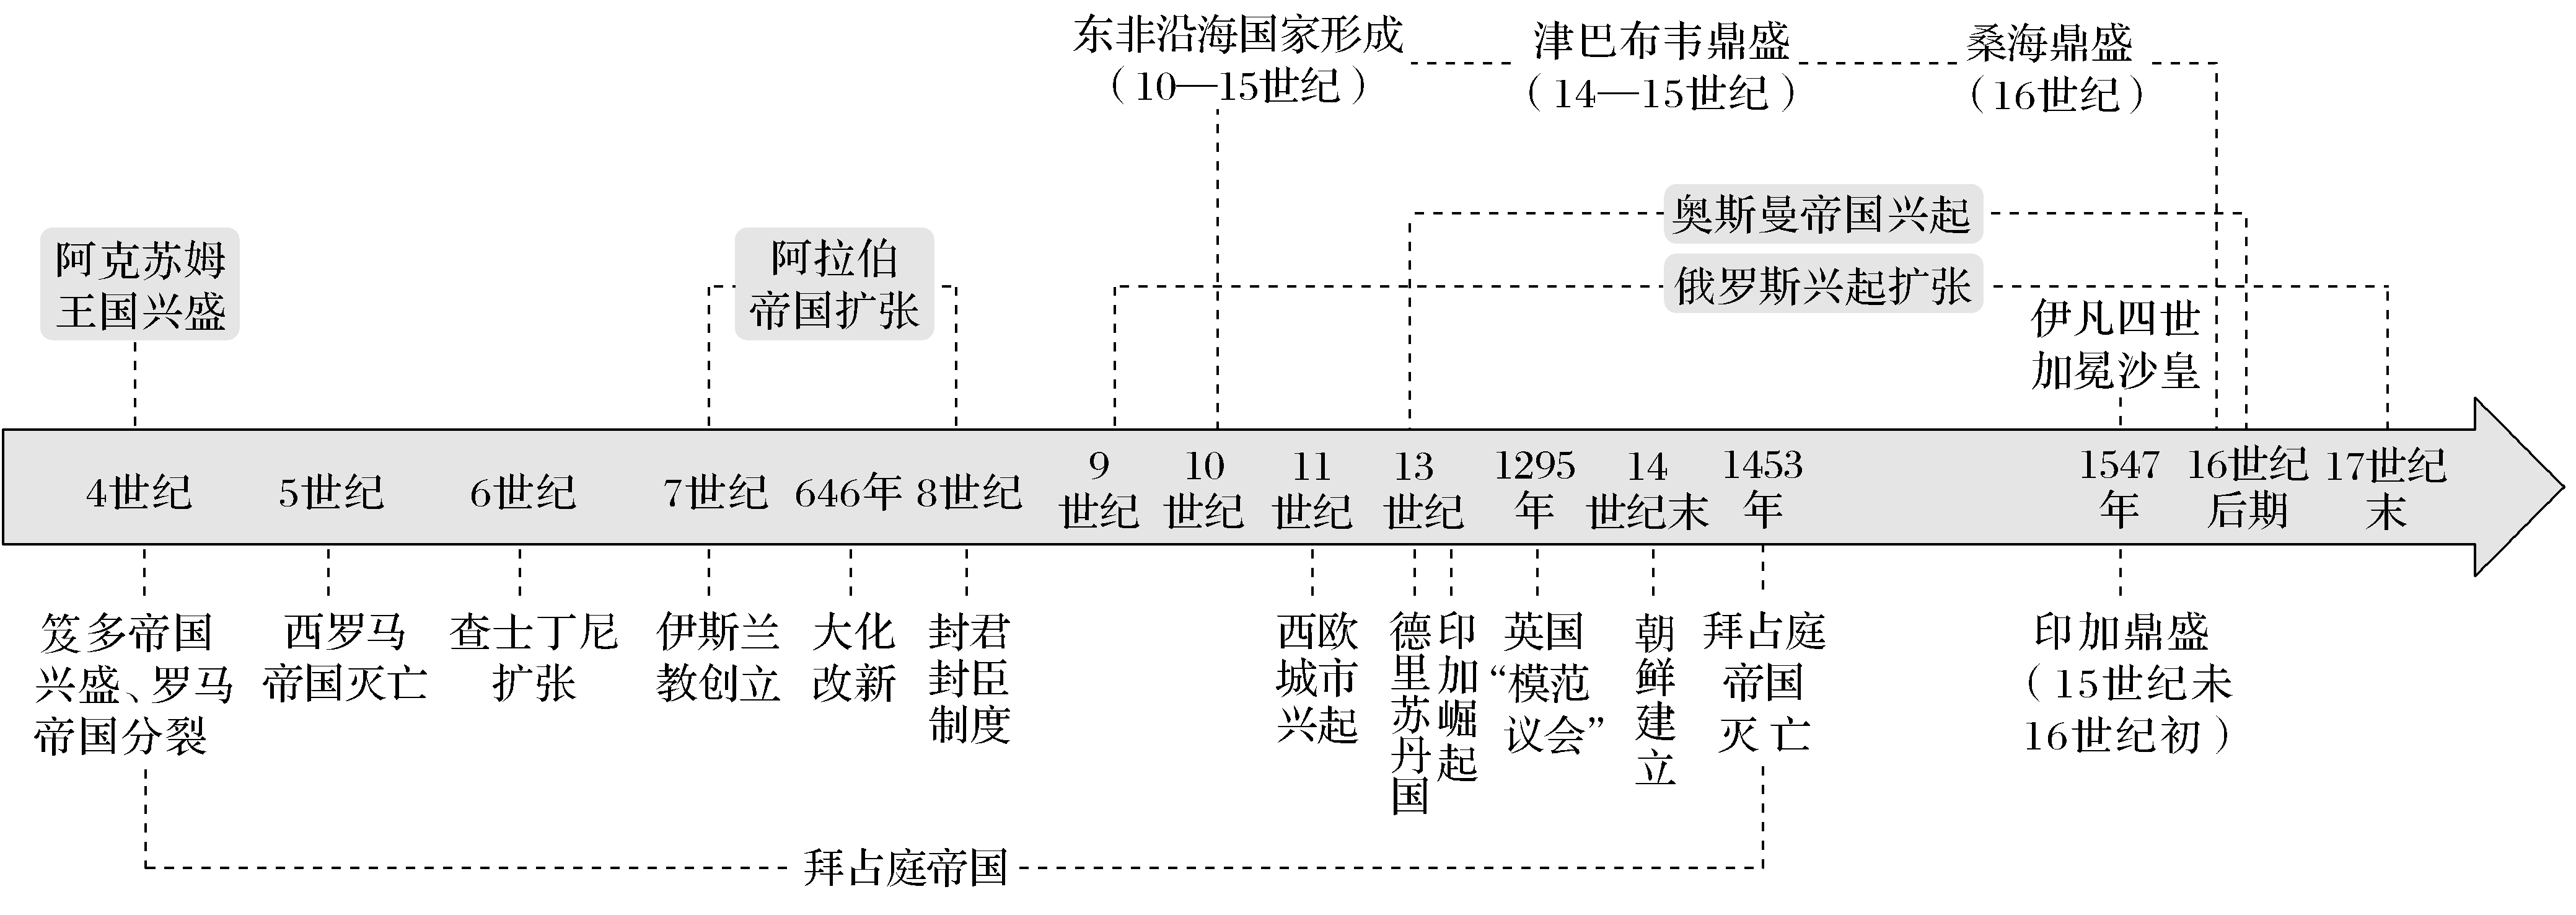 东非沿海国家形成
（10—15世纪）
津巴布韦鼎盛
（14—15世纪）
桑海鼎盛
（16世纪）
奥斯曼帝国兴起
俄罗斯兴起扩张
阿克苏姆
王国兴盛
阿拉伯
帝国扩张
伊凡四世
加冕沙皇
4世纪
5世纪
6世纪
7世纪
646年
8世纪
9
世纪
10
世纪
11
世纪
13
世纪
1295
年
14
世纪末
1453
年
1547
年
16世纪
后期
17世纪
末
笈多帝国
兴盛、罗马
帝国分裂
西罗马
帝国灭亡
查士丁尼
扩张
伊斯兰
教创立
大化
改新
封君
封臣
制度
西欧
城市
兴起
德里苏丹国
印加崛起
英国
“模范
议会”
朝鲜建立
拜占庭
帝国
灭亡
印加鼎盛
（15世纪末
16世纪初）
拜占庭帝国